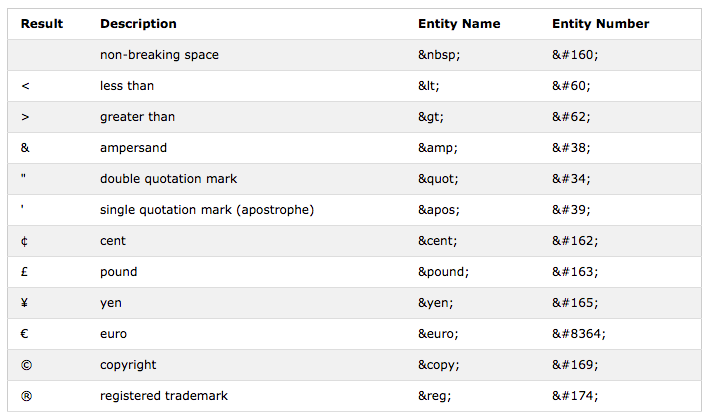 Result Description Entity Name Entity Number
non-breaking space &nbsp; &#160;
< less than &lt; &#60;
> greater than &gt; &#62;
& ampersand &amp; &#38;
" double quotation mark &quot; &#34;
' single quotation mark (apostrophe) &apos; &#39;
¢ cent &cent; &#162;
£ pound &pound; &#163;
¥ yen &yen; &#165;
€ euro &euro; &#8364;
© copyright &copy; &#169;
® registered trademark &reg; &#174;